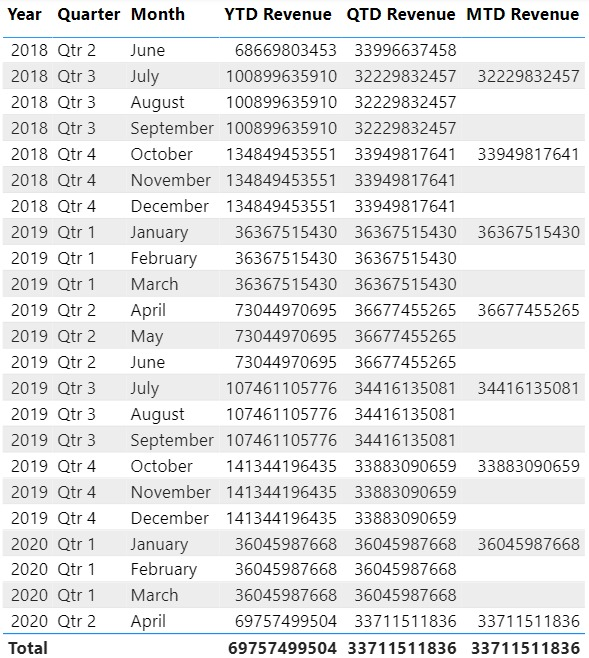 Year Quarter Month YTD Revenue QTD Revenue MTD Revenue
2018 Qtr 2 June 68669803453 33996637458
2018 Qtr 3 July 100899635910 32229832457 32229832457
2018 Qtr 3 August 100899635910 32229832457
2018 Qtr 3 September 100899635910 32229832457
2018 Qtr 4 October 134849453551 33949817641 33949817641
2018 Qtr 4 November 134849453551 33949817641
2018 Qtr 4 December 134849453551 33949817641
2019 Qtr 1 January 36367515430 36367515430 36367515430
2019 Qtr 1 February 36367515430 36367515430
2019 Qtr 1 March 36367515430 36367515430
2019 Qtr 2 April 73044970695 36677455265 36677455265
2019 Qtr 2 May 73044970695 36677455265
2019 Qtr 2 June 73044970695 36677455265
2019 Qtr 3 July 107461105776 34416135081 34416135081
2019 Qtr 3 August 107461105776 34416135081
2019 Qtr 3 September 107461105776 34416135081
2019 Qtr 4 October 141344196435 33883090659 33883090659
2019 Qtr 4 November 141344196435 33883090659
2019 Qtr 4 December 141344196435 33883090659
2020 Qtr 1 January 36045987668 36045987668 36045987668
2020 Qtr 1 February 36045987668 36045987668
2020 Qtr 1 March 36045987668 36045987668
2020 Qtr 2 April 69757499504 33711511836 33711511836
Total 69757499504 33711511836 33711511836